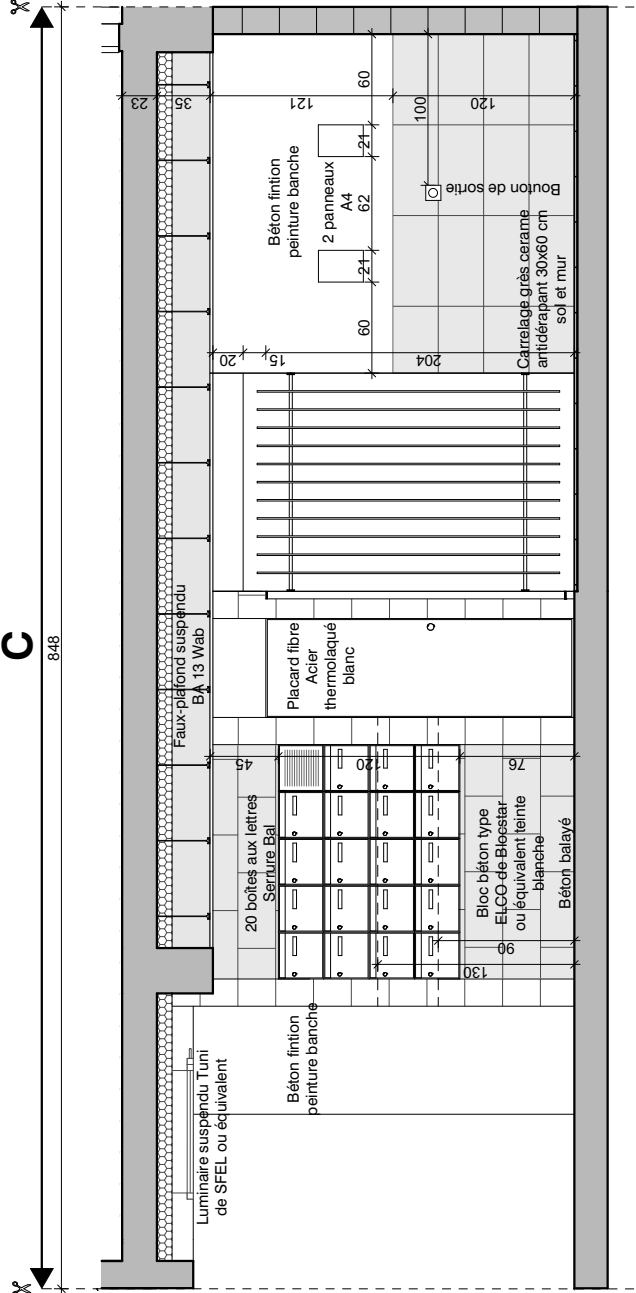 C
848
23
35
121
120
60
21
62
21
60
100
Béton fintion
peinture banche
2 panneaux
A4
Bouton de sortie
Carrelage grès cerame
antidérapant 30x60 cm
sol et mur
20
15
204
Faux-plafond suspendu
BA 13 Wab
Placard fibre
Acier
thermolaqué
blanc
45
120
76
20 boîtes aux lettres
Serrure Bal
Bloc béton type
ELCO de Blocstar
ou équivalent teinte
blanche
Béton balayé
90
130
Béton fintion
peinture banche
Luminaire suspendu Tuni
de SFEL ou équivalent